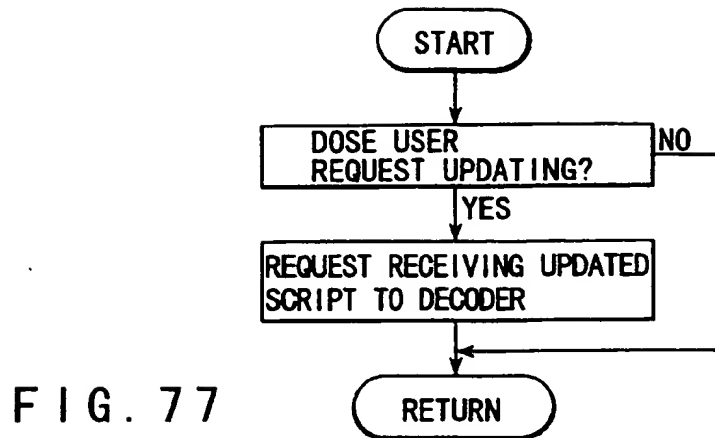 START
DOSE USER
REQUEST UPDATING?
NO
YES
REQUEST RECEIVING UPDATED
SCRIPT TO DECODER
RETURN
FIG. 77